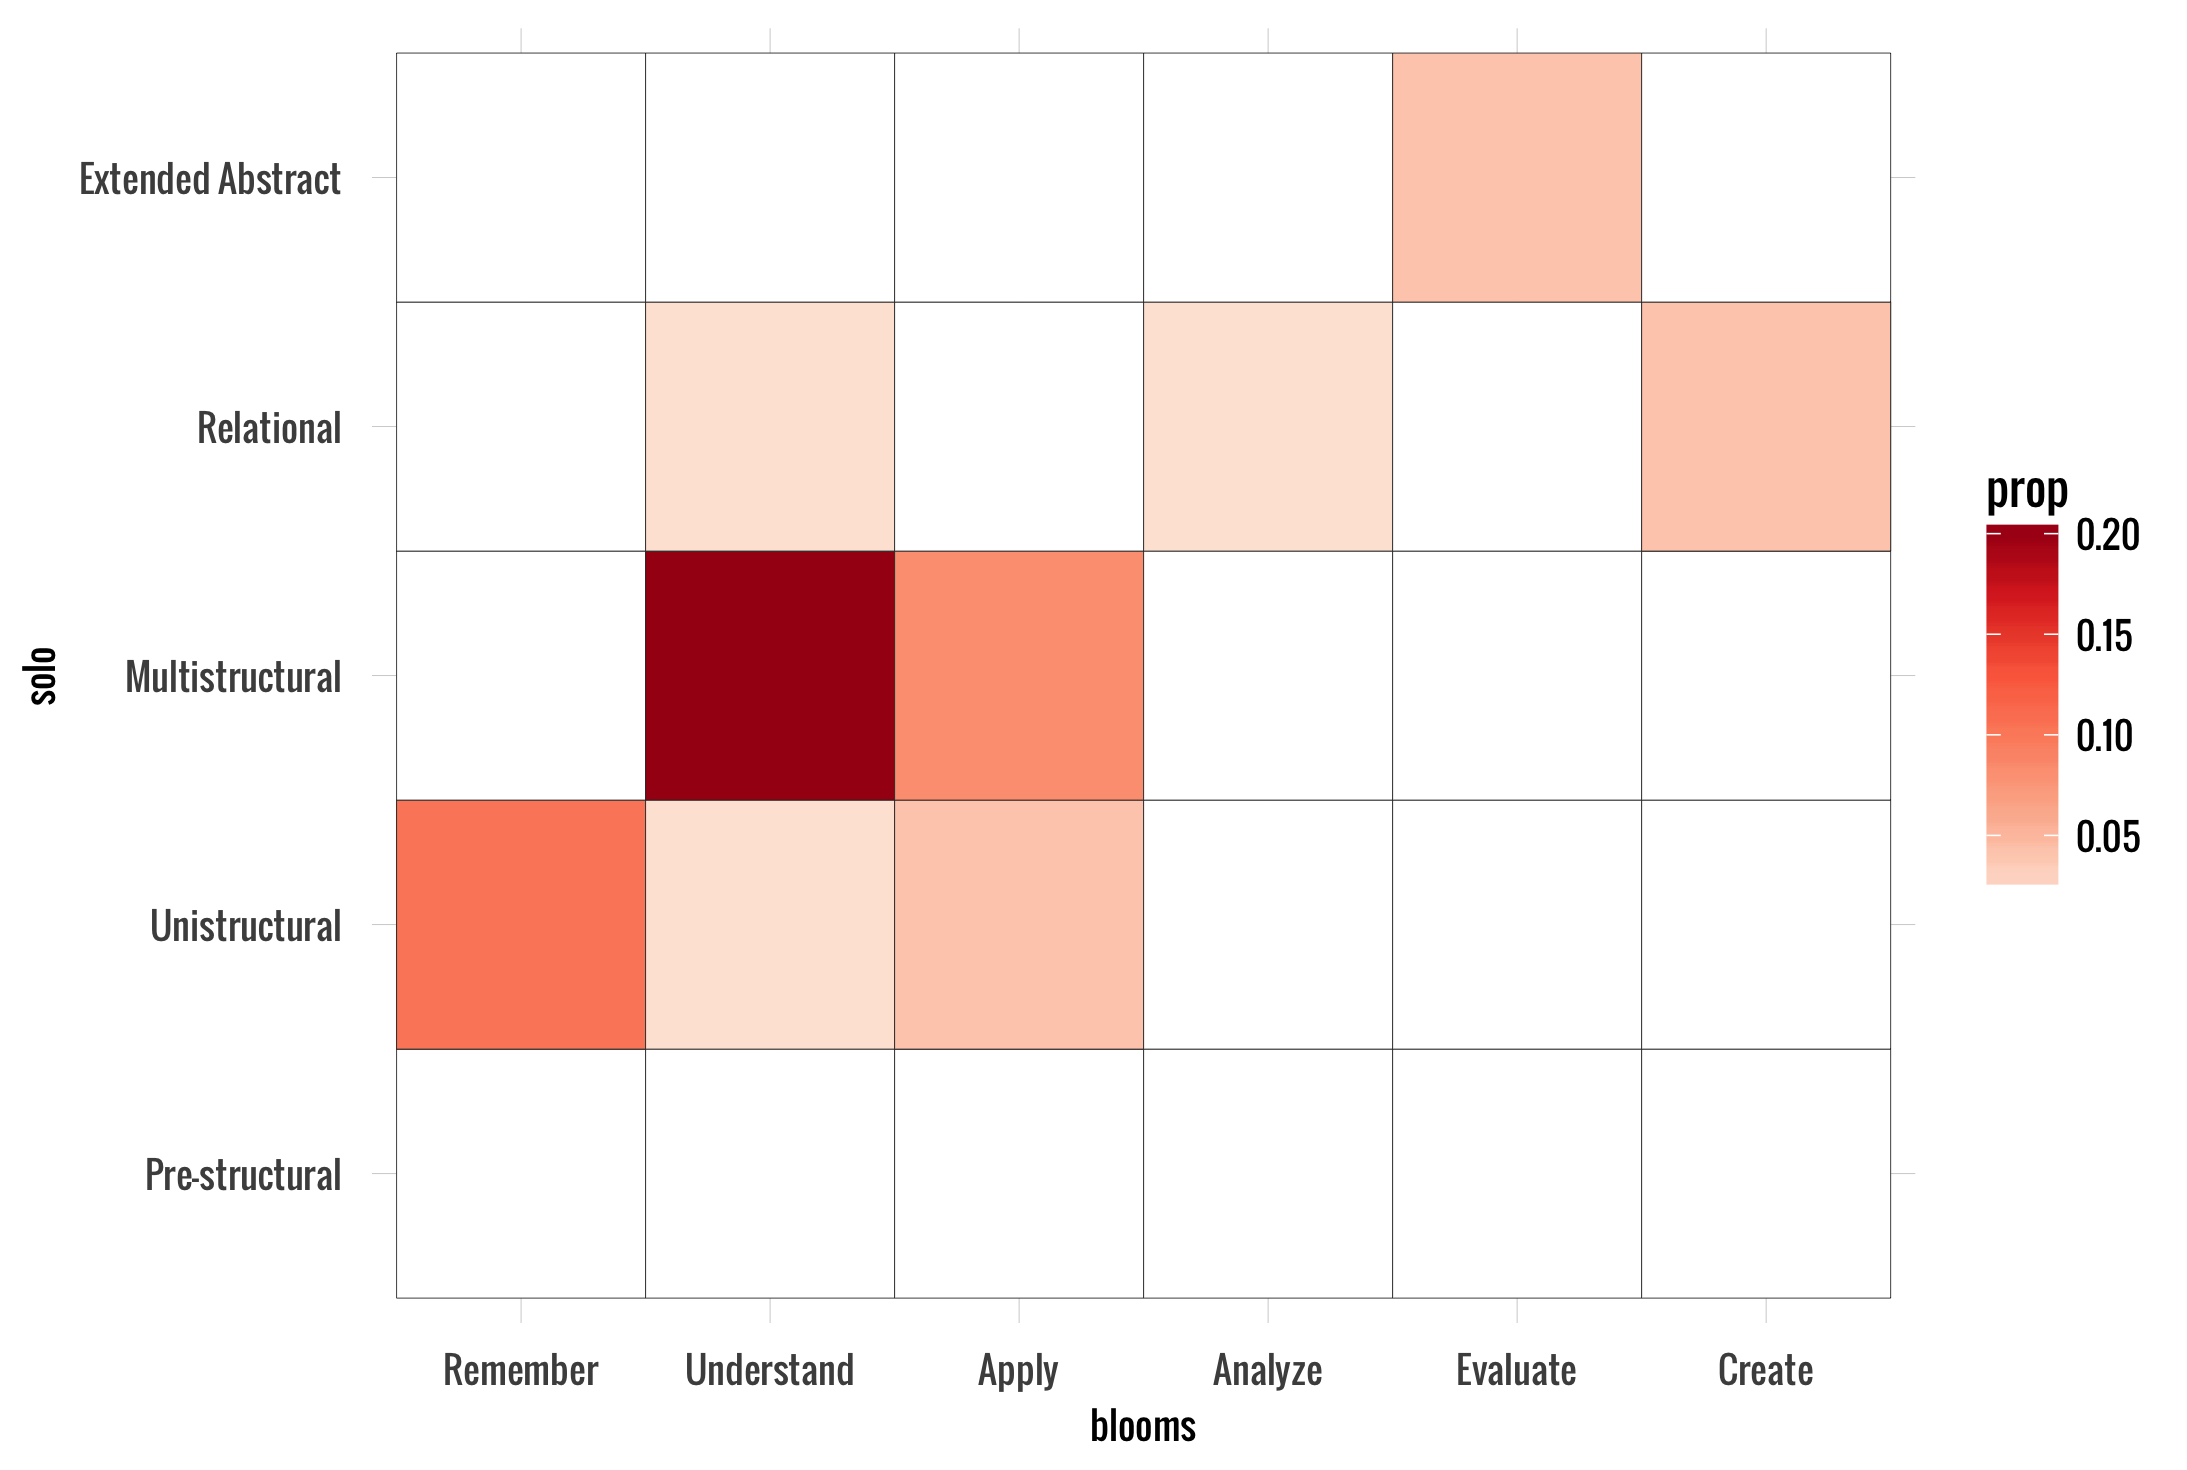 Extended Abstract
Relational
Multistructural
Unistructural
Pre-structural
solo
Remember Understand Apply Analyze Evaluate Create
blooms
prop
0.20
0.15
0.10
0.05